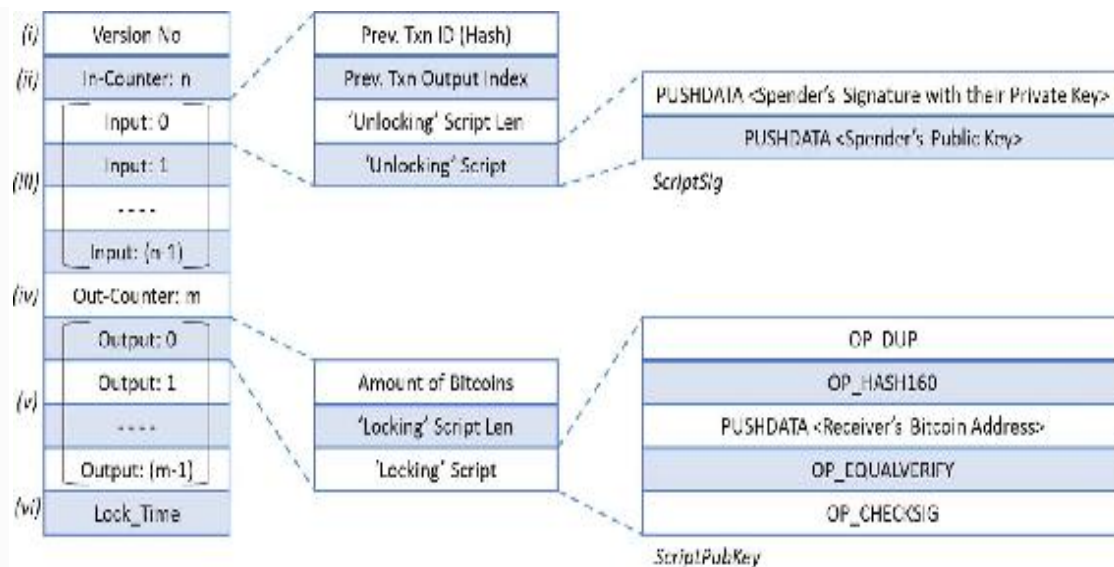 (i) Version No
(ii) In-Counter: n
Input: 0
(iii) Input: 1
----
Input: (n-1)
(iv) Out-Counter: m
Output: 0
(v) Output: 1
----
Output: (m-1)
(vi) Lock_Time
Prev. Txn ID (Hash)
Prev. Txn Output Index
'Unlocking' Script Len
'Unlocking' Script
PUSHDATA <Spender's Signature with their Private Key>
PUSHDATA <Spender's Public Key>
ScriptSig
Amount of Bitcoins
'Locking' Script Len
'Locking' Script
OP_DUP
OP_HASH160
PUSHDATA <Receiver's Bitcoin Address>
OP_EQUALVERIFY
OP_CHECKSIG
ScriptPubKey